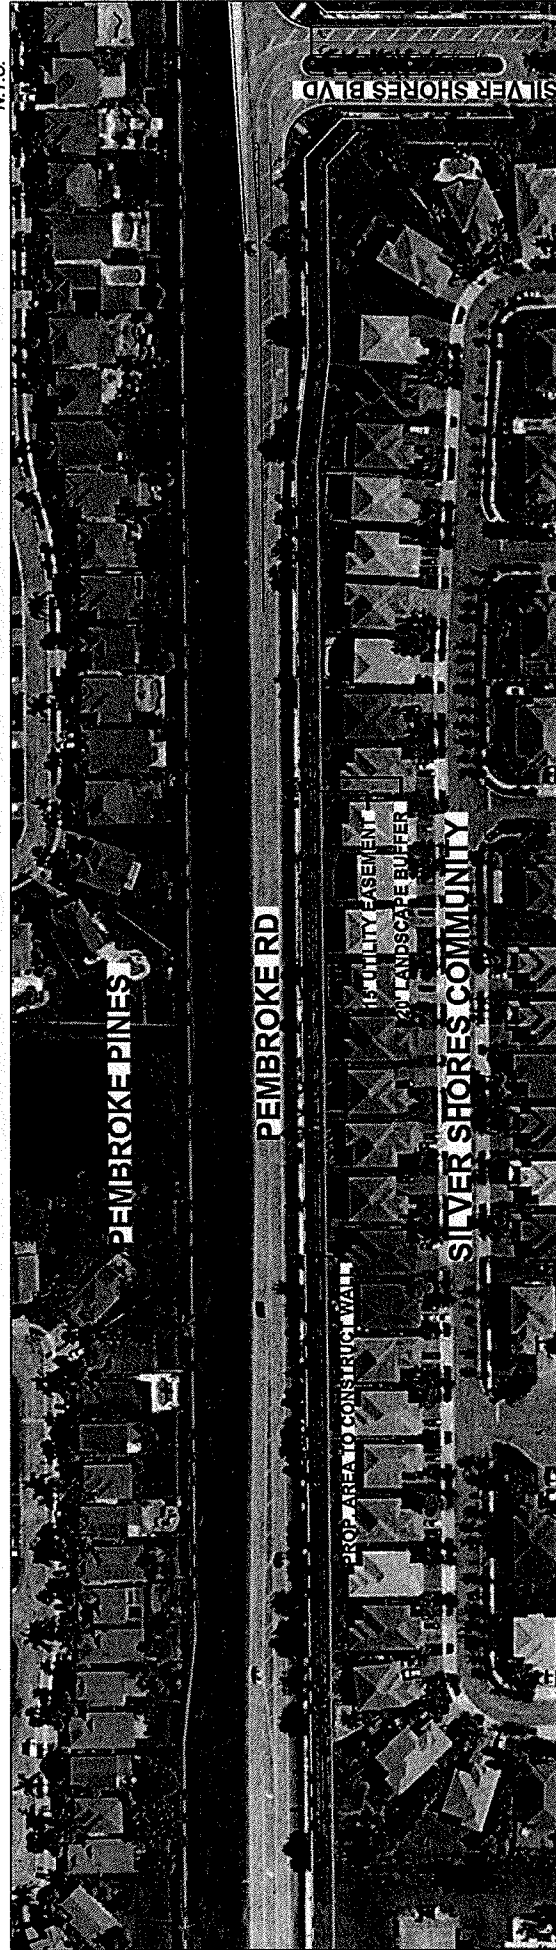 N.T.S.
SILVER SHORES BLVD
PEMBROKE PINES
PEMBROKE RD
15' UTILITY EASEMENT
20' LANDSCAPE BUFFER
SILVER SHORES COMMUNITY
PROP. AREA TO CONSTRUCT WALL